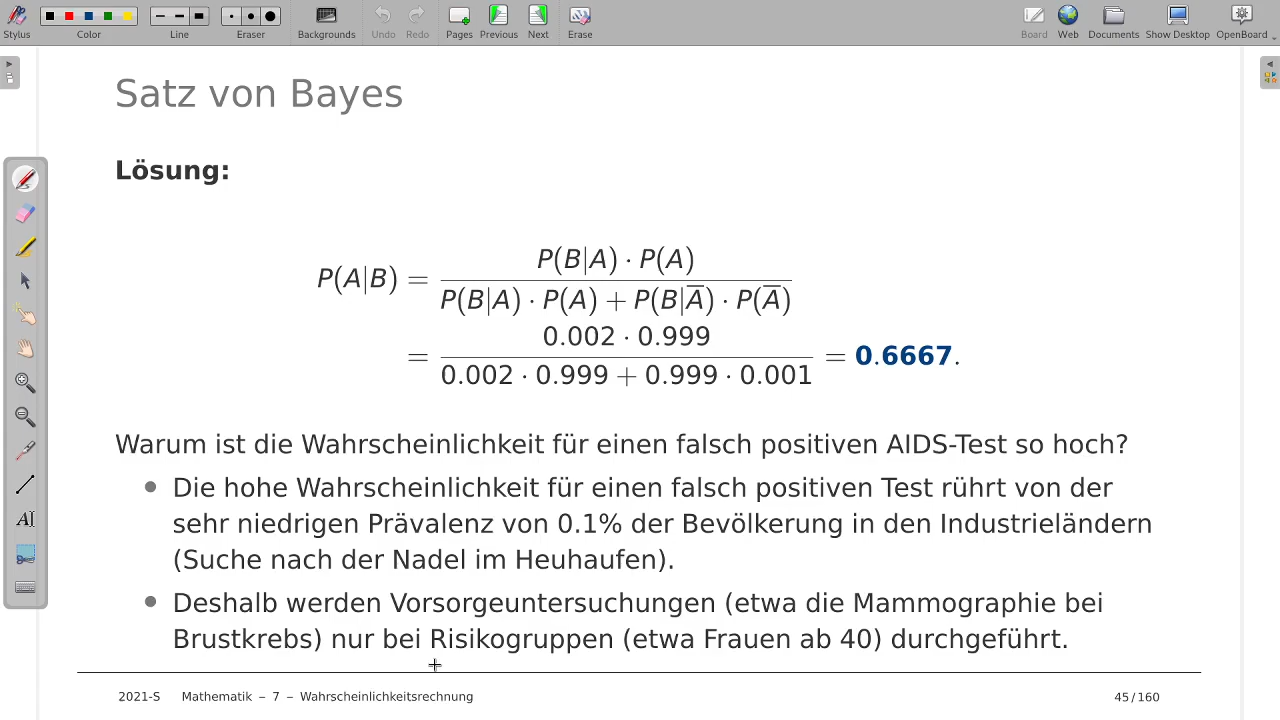 Stylus Color Line Eraser Backgrounds Undo Redo Pages Previous Next Erase Board Web Documents Show Desktop OpenBoard
Satz von Bayes
Lösung:
P(A|B) = P(B|A) · P(A) / P(B|A) · P(A) + P(B|A̅) · P(A̅)
= 0.002 · 0.999 / 0.002 · 0.999 + 0.999 · 0.001 = 0.6667.
Warum ist die Wahrscheinlichkeit für einen falsch positiven AIDS-Test so hoch?
• Die hohe Wahrscheinlichkeit für einen falsch positiven Test rührt von der
sehr niedrigen Prävalenz von 0.1% der Bevölkerung in den Industrieländern
(Suche nach der Nadel im Heuhaufen).
• Deshalb werden Vorsorgeuntersuchungen (etwa die Mammographie bei
Brustkrebs) nur bei Risikogruppen (etwa Frauen ab 40) durchgeführt.
2021-S Mathematik – 7 – Wahrscheinlichkeitsrechnung 45/160